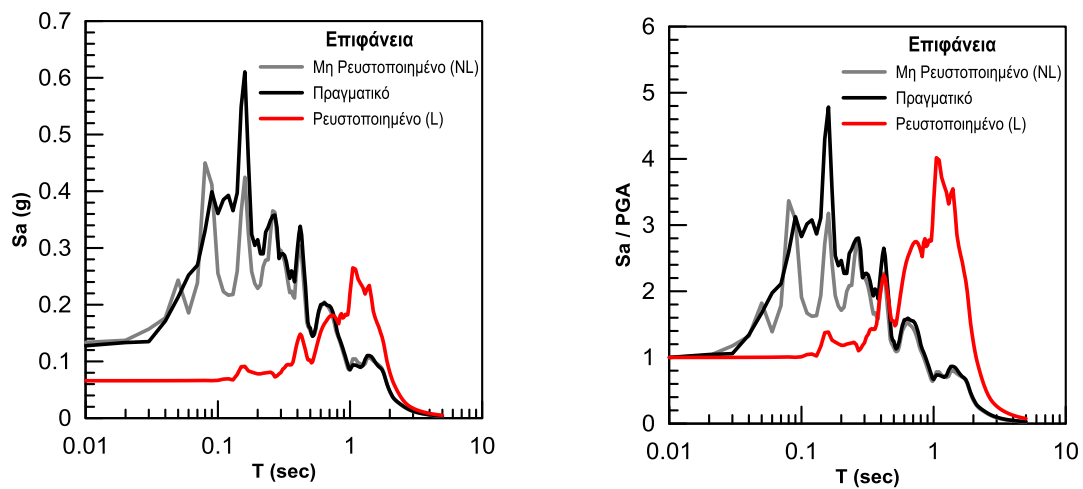 0.7
0.6
0.5
0.4
0.3
0.2
0.1
0
Sa (g)
Επιφάνεια
Μη Ρευστοποιημένο (NL)
Πραγματικό
Ρευστοποιημένο (L)
0.01
0.1
1
10
T (sec)
6
5
4
3
2
1
0
Sa / PGA
Επιφάνεια
Μη Ρευστοποιημένο (NL)
Πραγματικό
Ρευστοποιημένο (L)
0.01
0.1
1
10
T (sec)